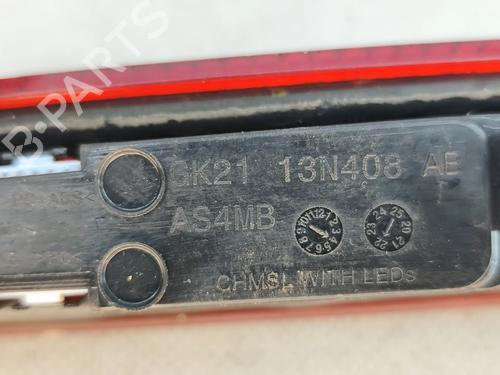 B-PARTS
GK21 13N408 AE
AS4MB
CHMSL WITH LEDs